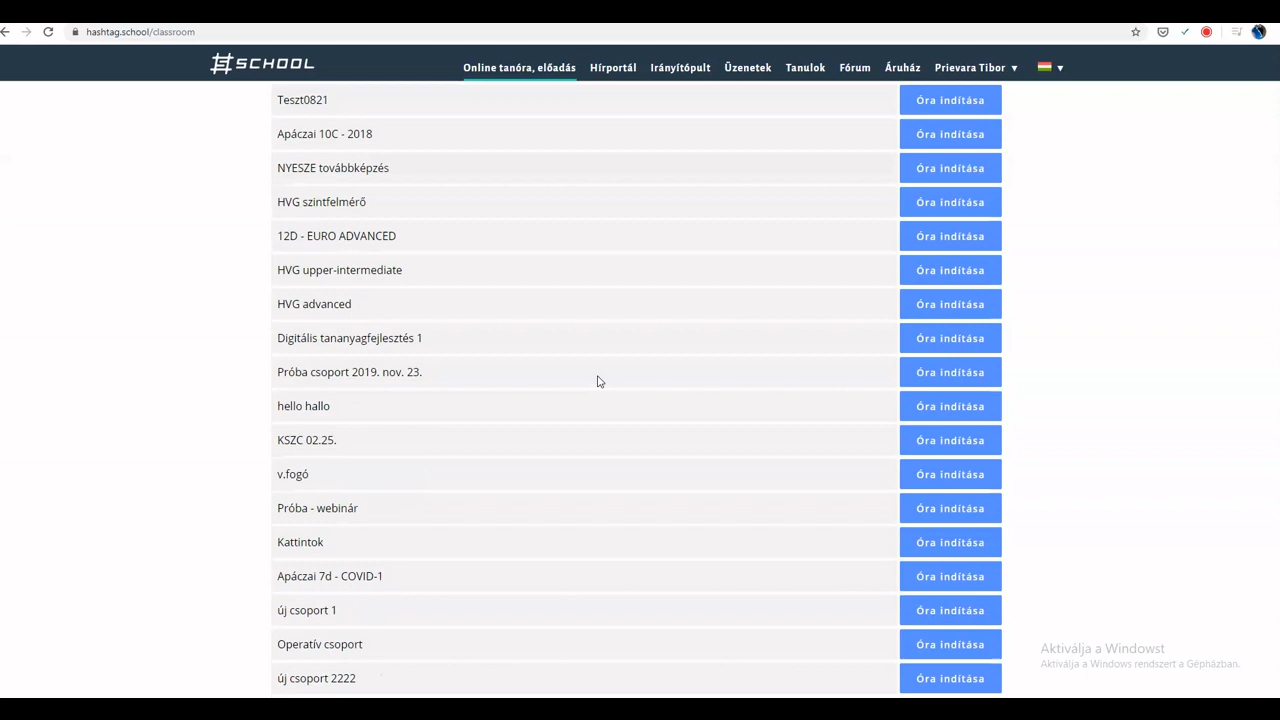 hashtag.school/classroom
SCHOOL
Online tanóra, előadás Hírportál Irányítópult Üzenetek Tanulok Fórum Áruház Prievara Tibor ▼ ▼
Teszt0821 Óra indítása
Apáczai 10C - 2018 Óra indítása
NYESZE továbbképzés Óra indítása
HVG szintfelmérő Óra indítása
12D - EURO ADVANCED Óra indítása
HVG upper-intermediate Óra indítása
HVG advanced Óra indítása
Digitális tananyagfejlesztés 1 Óra indítása
Próba csoport 2019. nov. 23. Óra indítása
hello hallo Óra indítása
KSZC 02.25. Óra indítása
v.fogó Óra indítása
Próba - webinár Óra indítása
Kattintok Óra indítása
Apáczai 7d - COVID-1 Óra indítása
új csoport 1 Óra indítása
Operatív csoport Óra indítása
új csoport 2222 Óra indítása
Aktiválja a Windowst
Aktiválja a Windows rendszert a Gépházban.